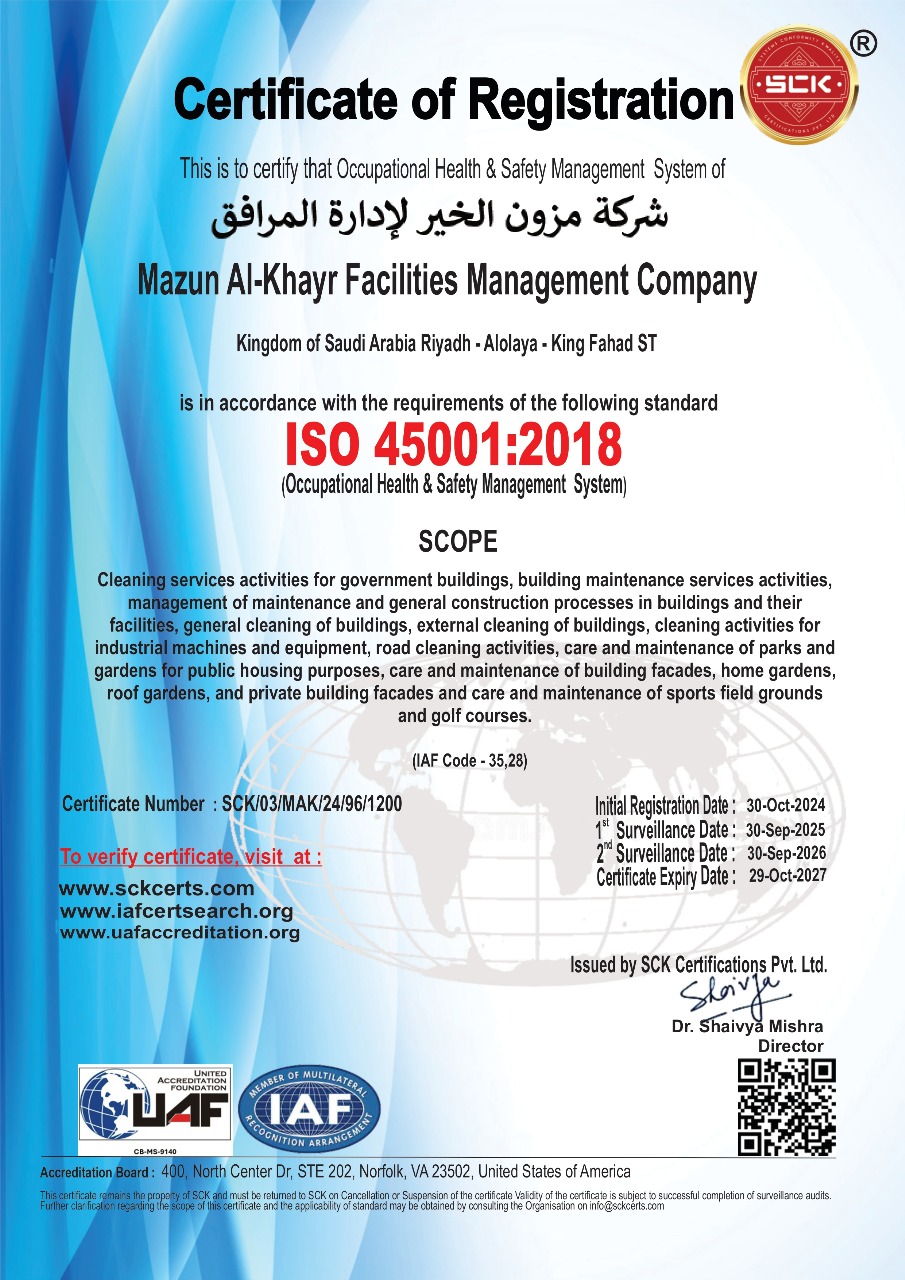 SYSTEMS CONFORMITY KWALITY
SCK
CERTIFICATIONS PVT. LTD
®
Certificate of Registration
This is to certify that Occupational Health & Safety Management System of
شركة مزون الخير لإدارة المرافق
Mazun Al-Khayr Facilities Management Company
Kingdom of Saudi Arabia Riyadh - Alolaya - King Fahad ST
is in accordance with the requirements of the following standard
ISO 45001:2018
(Occupational Health & Safety Management System)
SCOPE
Cleaning services activities for government buildings, building maintenance services activities,
management of maintenance and general construction processes in buildings and their
facilities, general cleaning of buildings, external cleaning of buildings, cleaning activities for
industrial machines and equipment, road cleaning activities, care and maintenance of parks and
gardens for public housing purposes, care and maintenance of building facades, home gardens,
roof gardens, and private building facades and care and maintenance of sports field grounds
and golf courses.
(IAF Code - 35,28)
Certificate Number : SCK/03/MAK/24/96/1200
To verify certificate, visit at :
www.sckcerts.com
www.iafcertsearch.org
www.uafaccreditation.org
Initial Registration Date : 30-Oct-2024
1st Surveillance Date : 30-Sep-2025
2nd Surveillance Date : 30-Sep-2026
Certificate Expiry Date : 29-Oct-2027
Issued by SCK Certifications Pvt. Ltd.
Shaivya
Dr. Shaivya Mishra
Director
UNITED
ACCREDITATION
FOUNDATION
UAF
CB-MS-9140
MEMBER OF MULTILATERAL
IAF
RECOGNITION ARRANGEMENT
Accreditation Board : 400, North Center Dr, STE 202, Norfolk, VA 23502, United States of America
This certificate remains the property of SCK and must be returned to SCK on Cancellation or Suspension of the certificate Validity of the certificate is subject to successful completion of surveillance audits.
Further clarification regarding the scope of this certificate and the applicability of standard may be obtained by consulting the Organisation on info@sckcerts.com